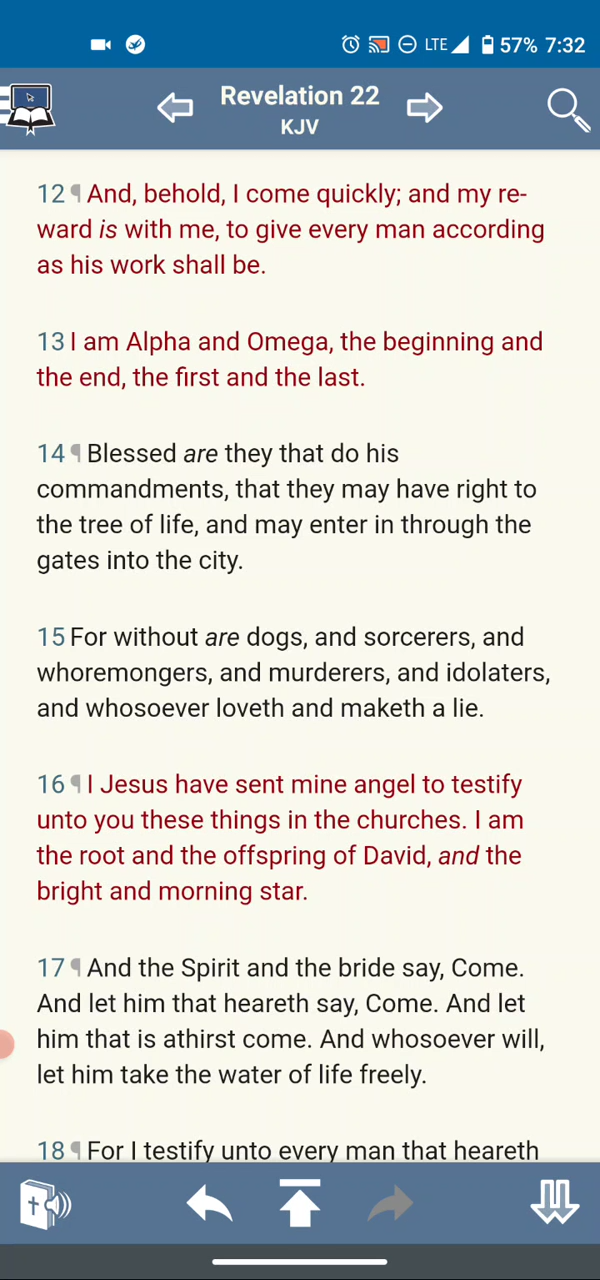 LTE 57% 7:32
Revelation 22
KJV
12 ¶ And, behold, I come quickly; and my re-
ward is with me, to give every man according
as his work shall be.
13 I am Alpha and Omega, the beginning and
the end, the first and the last.
14 ¶ Blessed are they that do his
commandments, that they may have right to
the tree of life, and may enter in through the
gates into the city.
15 For without are dogs, and sorcerers, and
whoremongers, and murderers, and idolaters,
and whosoever loveth and maketh a lie.
16 ¶ I Jesus have sent mine angel to testify
unto you these things in the churches. I am
the root and the offspring of David, and the
bright and morning star.
17 ¶ And the Spirit and the bride say, Come.
And let him that heareth say, Come. And let
him that is athirst come. And whosoever will,
let him take the water of life freely.
18 ¶ For I testify unto every man that heareth